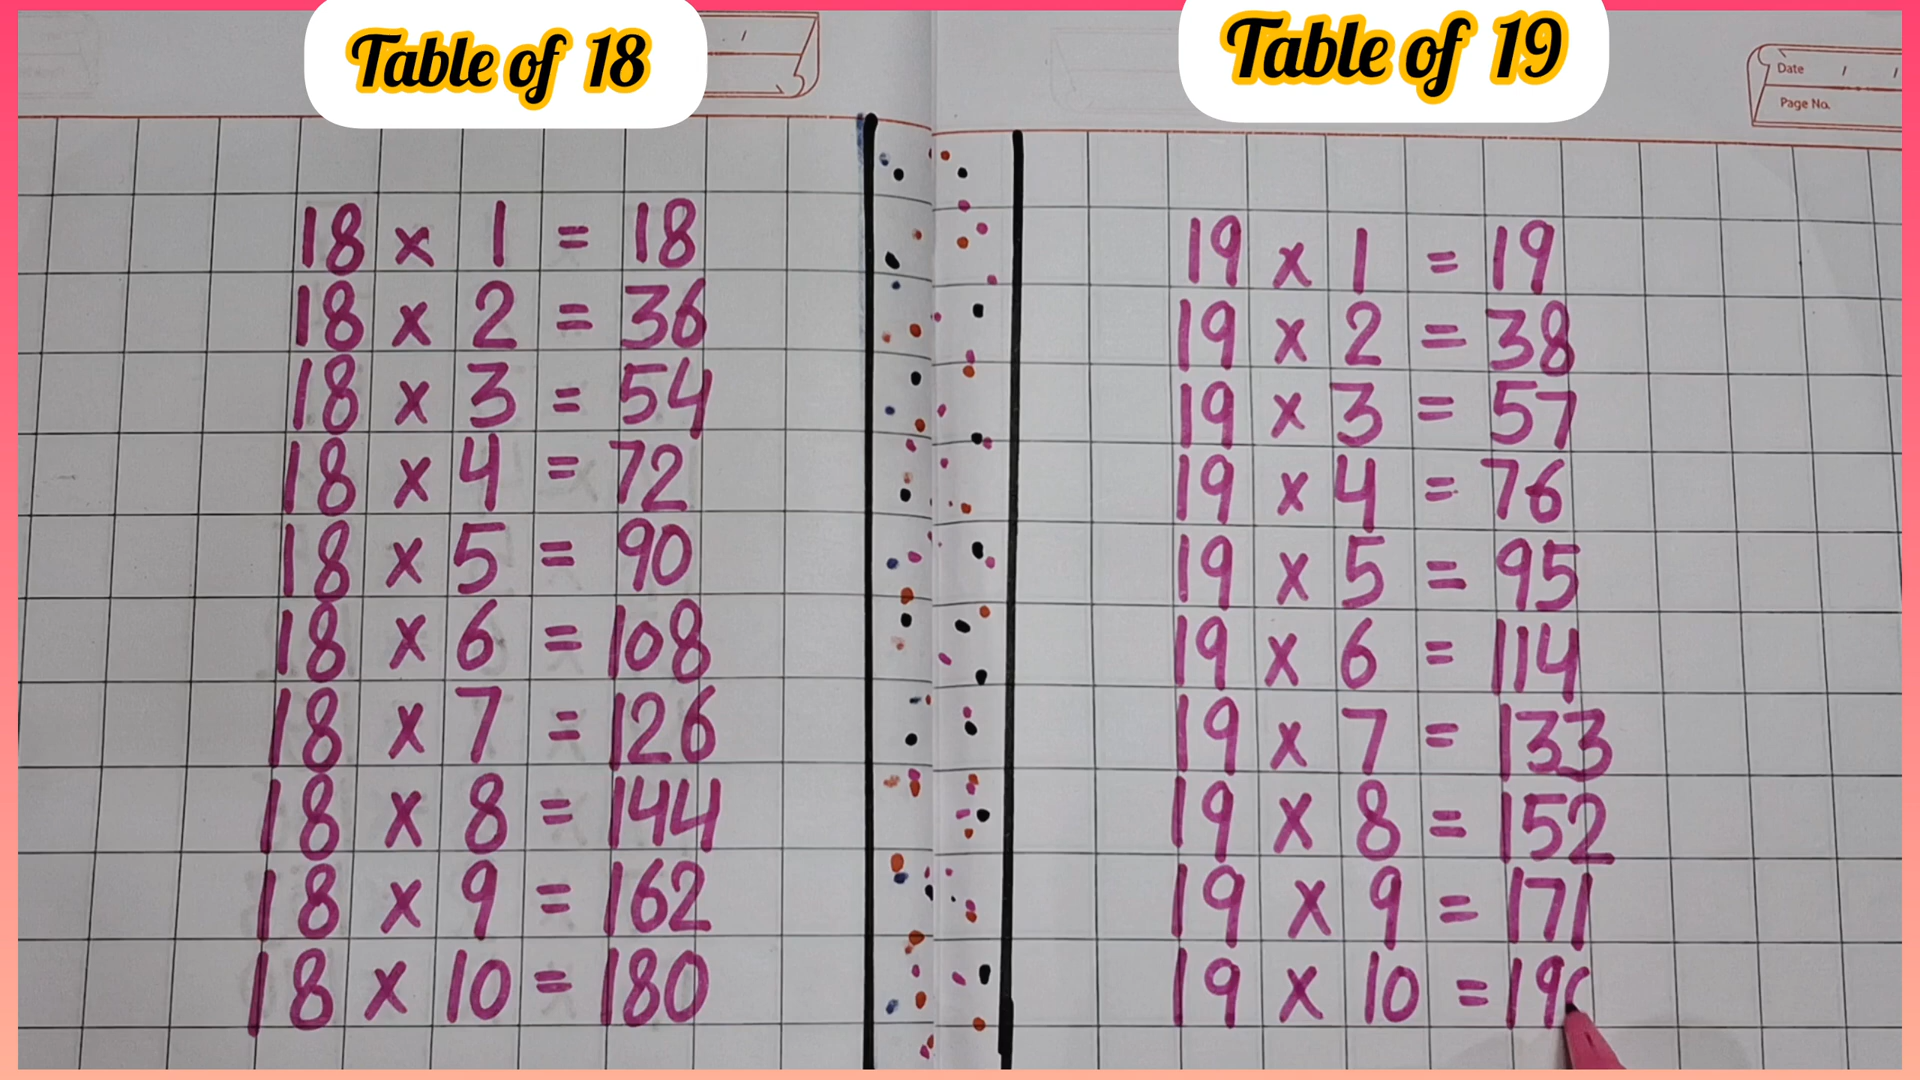 Table of 18
18 x 1 = 18
18 x 2 = 36
18 x 3 = 54
18 x 4 = 72
18 x 5 = 90
18 x 6 = 108
18 x 7 = 126
18 x 8 = 144
18 x 9 = 162
18 x 10 = 180
Table of 19
Date / /
Page No.
19 x 1 = 19
19 x 2 = 38
19 x 3 = 57
19 x 4 = 76
19 x 5 = 95
19 x 6 = 114
19 x 7 = 133
19 x 8 = 152
19 x 9 = 171
19 x 10 = 19